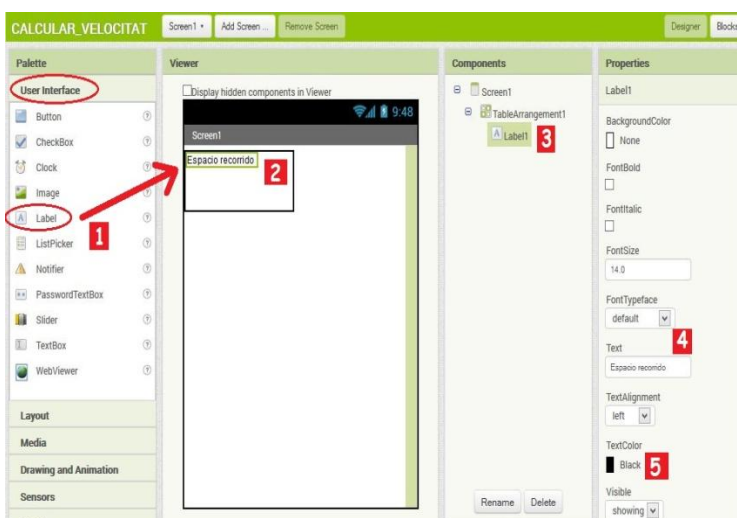 CALCULAR_VELOCITAT
Screen1
Add Screen ...
Remove Screen
Designer
Blocks
Palette
User Interface
Button
CheckBox
Clock
Image
Label
ListPicker
Notifier
PasswordTextBox
Slider
TextBox
WebViewer
Layout
Media
Drawing and Animation
Sensors
1
Viewer
Display hidden components in Viewer
9:48
Screen1
Espacio recorrido
2
Components
Screen1
TableArrangement1
A Label1
3
Rename
Delete
Properties
Label1
BackgroundColor
None
FontBold
FontItalic
FontSize
14.0
FontTypeface
default
4
Text
Espacio recorrido
TextAlignment
left
TextColor
Black
5
Visible
showing